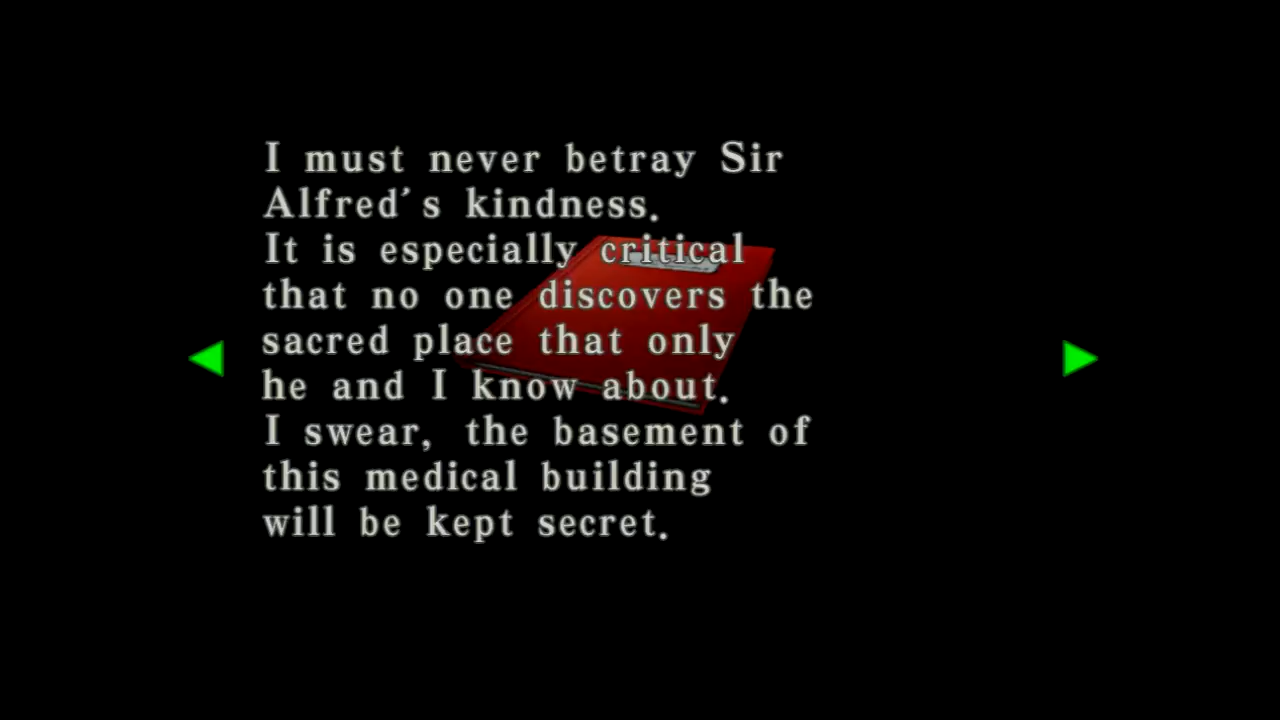 I must never betray Sir
Alfred's kindness.
It is especially critical
that no one discovers the
sacred place that only
he and I know about.
I swear, the basement of
this medical building
will be kept secret.